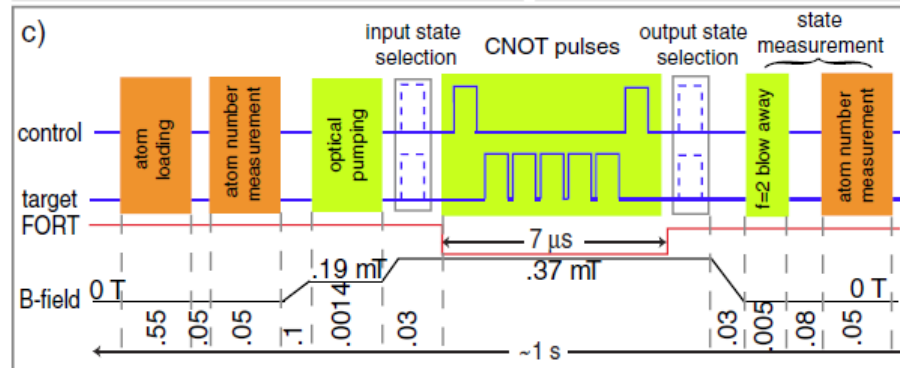 c)
input state
selection
CNOT pulses
output state
selection
state
measurement
control
target
FORT
B-field
atom
loading
atom number
measurement
optical
pumping
f=2 blow away
atom number
measurement
7 μs
0 T
.19 mT
.37 mT
0 T
.55
.05
.05
.1
.0014
.03
.03
.005
.08
.05
~1 s